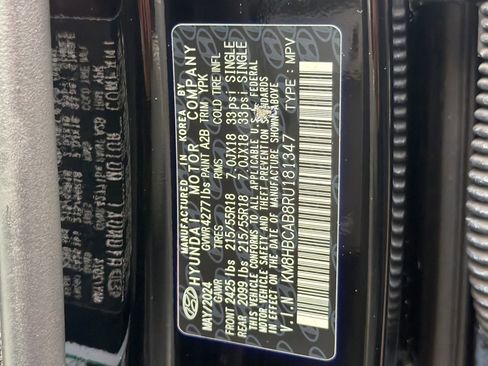 MANUFACTURED IN KOREA BY
HYUNDAI MOTOR COMPANY
MAY/2024 GVWR 4277 lbs PAINT A2B TRIM YPK
GAWR TIRES RIMS COLD TIRE INFL
FRONT 2425 lbs 215/55R18 7.0JX18 33psi SINGLE
REAR 2099 lbs 215/55R18 7.0JX18 33psi SINGLE
THIS VEHICLE CONFORMS TO ALL APPLICABLE U.S. FEDERAL MOTOR
VEHICLE SAFETY AND THEFT PREVENTION STANDARDS
IN EFFECT ON THE DATE OF MANUFACTURE SHOWN ABOVE
V.I.N.: KM8HBCAB8RU181347 TYPE : MPV